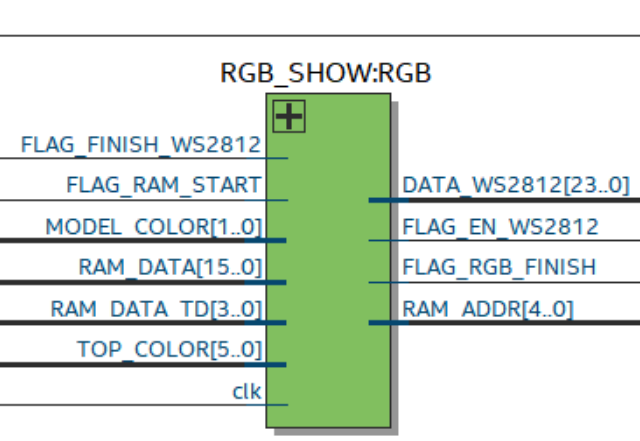 RGB_SHOW:RGB
FLAG_FINISH_WS2812
FLAG_RAM_START
MODEL_COLOR[1..0]
RAM_DATA[15..0]
RAM_DATA_TD[3..0]
TOP_COLOR[5..0]
clk
DATA_WS2812[23..0]
FLAG_EN_WS2812
FLAG_RGB_FINISH
RAM_ADDR[4..0]